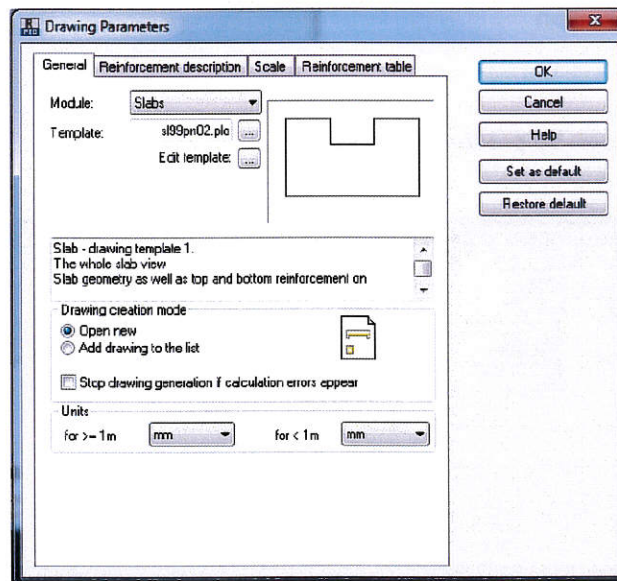 Drawing Parameters
General Reinforcement description Scale Reinforcement table
Module: Slabs
Template: sl99pn02.pla ...
Edit template: ...
Slab - drawing template 1.
The whole slab view
Slab geometry as well as top and bottom reinforcement on
Drawing creation mode
Open new
Add drawing to the list
Stop drawing generation if calculation errors appear
Units
for >= 1m mm for < 1m mm
OK
Cancel
Help
Set as default
Restore default